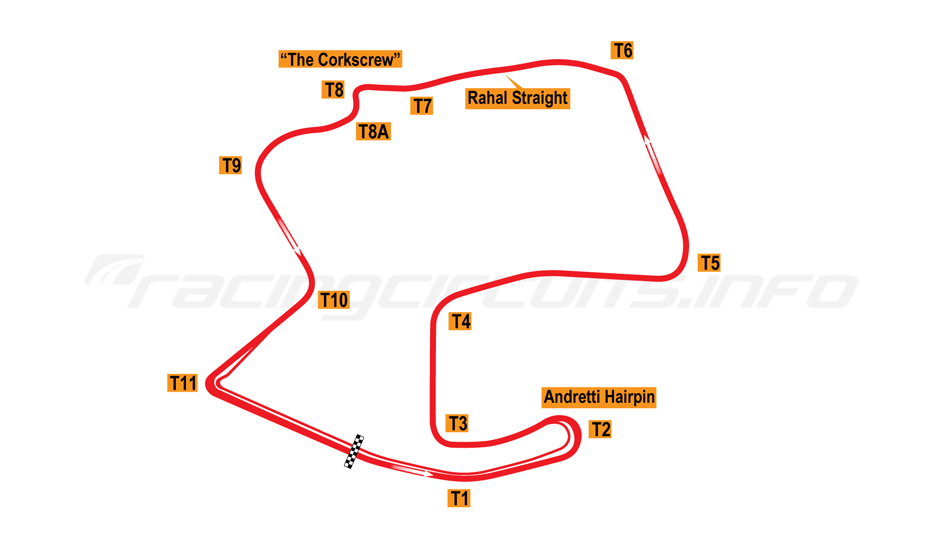 T6
“The Corkscrew”
T8
Rahal Straight
T7
T8A
T9
T5
racingcircuits.info
T10
T4
T11
Andretti Hairpin
T3
T2
T1